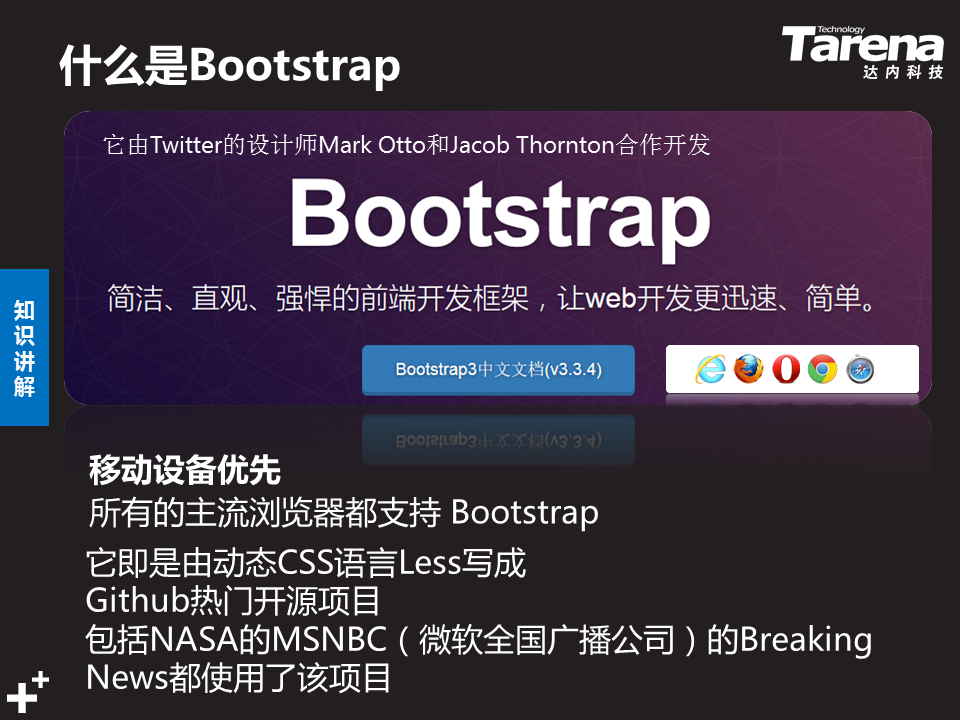 什么是Bootstrap
Technology
Tarena
达内科技
它由Twitter的设计师Mark Otto和Jacob Thornton合作开发
Bootstrap
简洁、直观、强悍的前端开发框架，让web开发更迅速、简单。
Bootstrap3中文文档(v3.3.4)
知识讲解
移动设备优先
所有的主流浏览器都支持 Bootstrap
它即是由动态CSS语言Less写成
Github热门开源项目
包括NASA的MSNBC（微软全国广播公司）的Breaking
News都使用了该项目